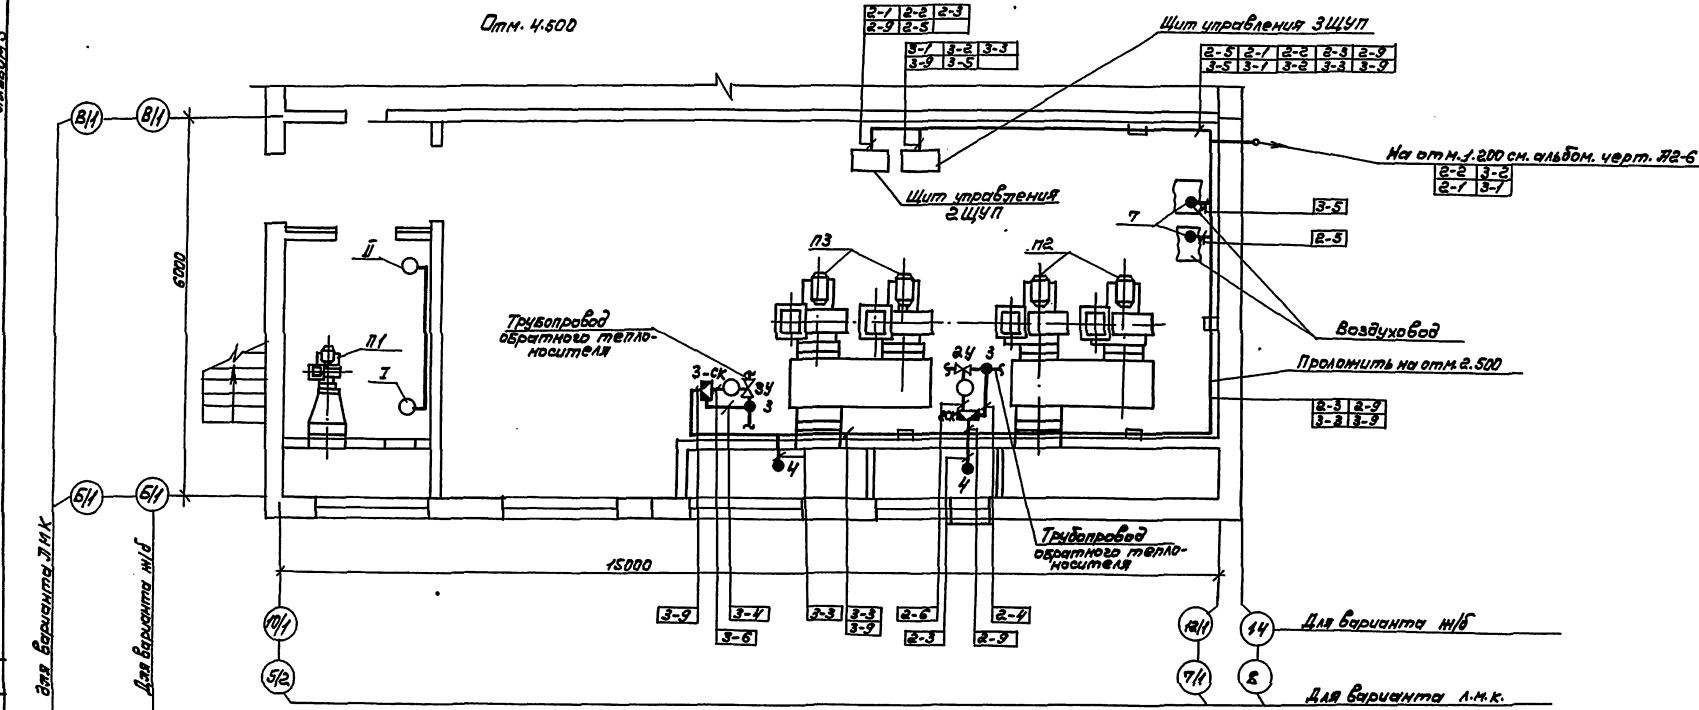 Отм. 4.500
2-1 2-2 2-3
2-9 2-5
3-1 3-2 3-3
3-9 3-5
Щит управления 3ЩУП
2-5 2-1 2-2 2-3 2-9
3-5 3-1 3-2 3-3 3-9
В/1
В/1
На отм.1.200 см. альбом. черт. А2-6
2-2 3-2
2-1 3-1
Щит управления
2ЩУП
7
3-5
2-5
6000
II
п3
п2
Трубопровод
обратного тепло-
носителя
Воздуховод
п1
I
3-СК
3У
3
2У
3
2СК
Проложить на отм. 2.500
2-3 2-9
3-3 3-9
4
4
Б/1
Б/1
Трубопровод
обратного тепло-
носителя
15000
для варианта ЛМК
Для варианта ж/б
3-9
3-4
3-6
3-3
3-3
3-9
2-6
2-3
2-4
2-9
10/1
12/1
14
Для варианта ж/б
5/2
7/1
8
Для варианта л.м.к.